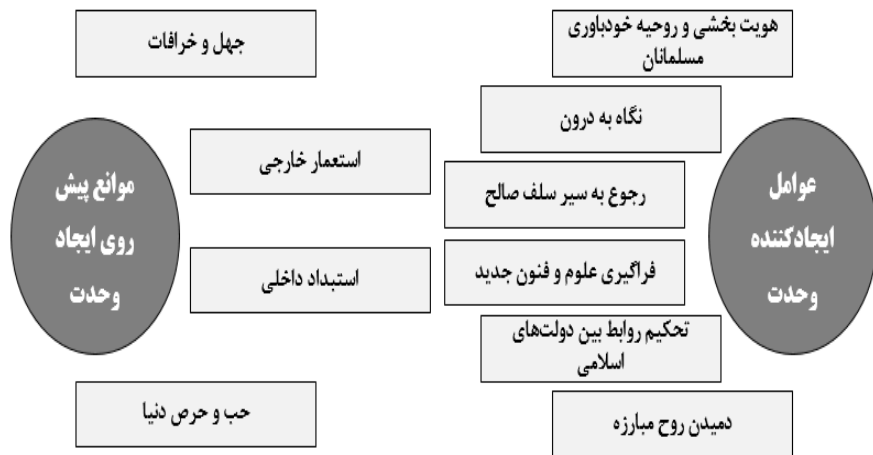 هویت بخشی و روحیه خودباوری
مسلمانان
نگاه به درون
رجوع به سیر سلف صالح
فراگیری علوم و فنون جدید
تحکیم روابط بین دولت‌های
اسلامی
دمیدن روح مبارزه
عوامل
ایجادکننده
وحدت
جهل و خرافات
استعمار خارجی
استبداد داخلی
حب و حرص دنیا
موانع پیش
روی ایجاد
وحدت